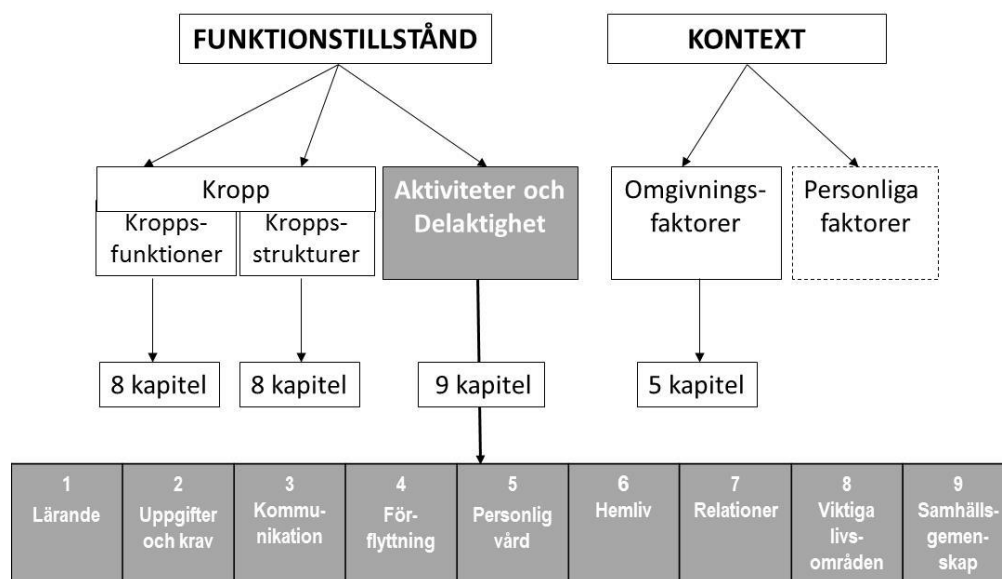 FUNKTIONSTILLSTÅND
KONTEXT
Kropp
Kropps-
funktioner
Kropps-
strukturer
Aktiviteter och
Delaktighet
Omgivnings-
faktorer
Personliga
faktorer
8 kapitel
8 kapitel
9 kapitel
5 kapitel
1
Lärande
2
Uppgifter
och krav
3
Kommu-
nikation
4
För-
flyttning
5
Personlig
vård
6
Hemliv
7
Relationer
8
Viktiga
livs-
områden
9
Samhälls-
gemen-
skap